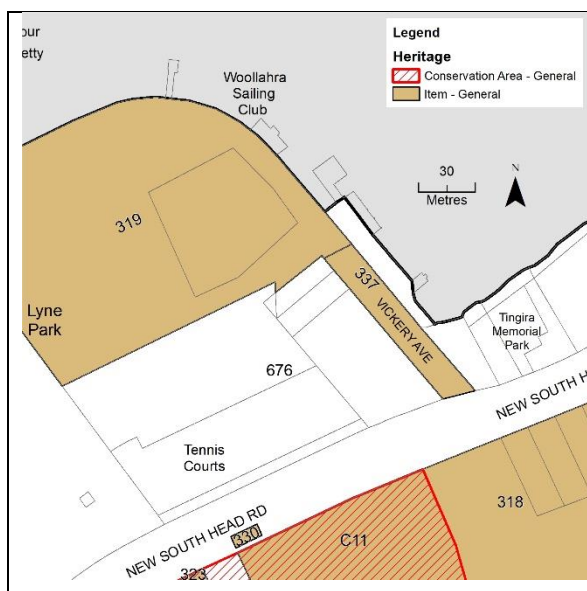 our
etty
Woollahra
Sailing
Club
Legend
Heritage
Conservation Area - General
Item - General
30
Metres
N
319
337
VICKERY AVE
Lyne
Park
Tingira
Memorial
Park
676
NEW SOUTH H
Tennis
Courts
318
NEW SOUTH HEAD RD
330
C11
323